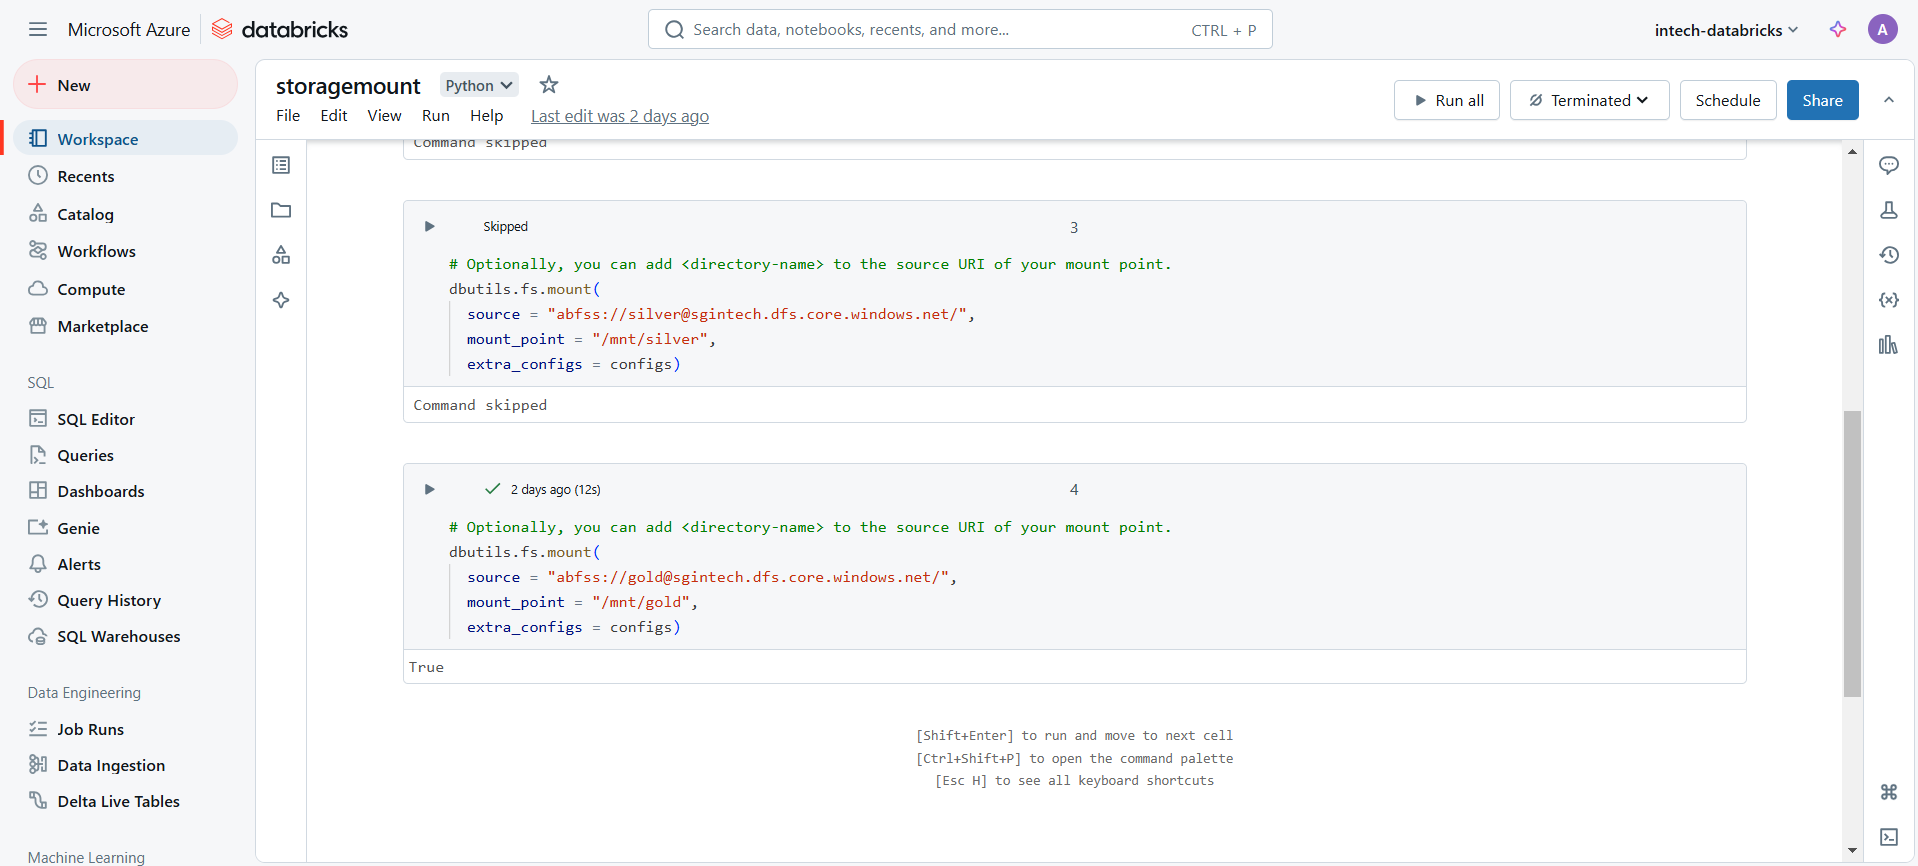 Microsoft Azure
databricks
Search data, notebooks, recents, and more...
CTRL + P
intech-databricks
A
New
Workspace
Recents
Catalog
Workflows
Compute
Marketplace
SQL
SQL Editor
Queries
Dashboards
Genie
Alerts
Query History
SQL Warehouses
Data Engineering
Job Runs
Data Ingestion
Delta Live Tables
Machine Learning
storagemount
Python
File Edit View Run Help Last edit was 2 days ago
Run all
Terminated
Schedule
Share
Command skipped
Skipped
3
# Optionally, you can add <directory-name> to the source URI of your mount point.
dbutils.fs.mount(
source = "abfss://silver@sgintech.dfs.core.windows.net/",
mount_point = "/mnt/silver",
extra_configs = configs)
Command skipped
2 days ago (12s)
4
# Optionally, you can add <directory-name> to the source URI of your mount point.
dbutils.fs.mount(
source = "abfss://gold@sgintech.dfs.core.windows.net/",
mount_point = "/mnt/gold",
extra_configs = configs)
True
[Shift+Enter] to run and move to next cell
[Ctrl+Shift+P] to open the command palette
[Esc H] to see all keyboard shortcuts